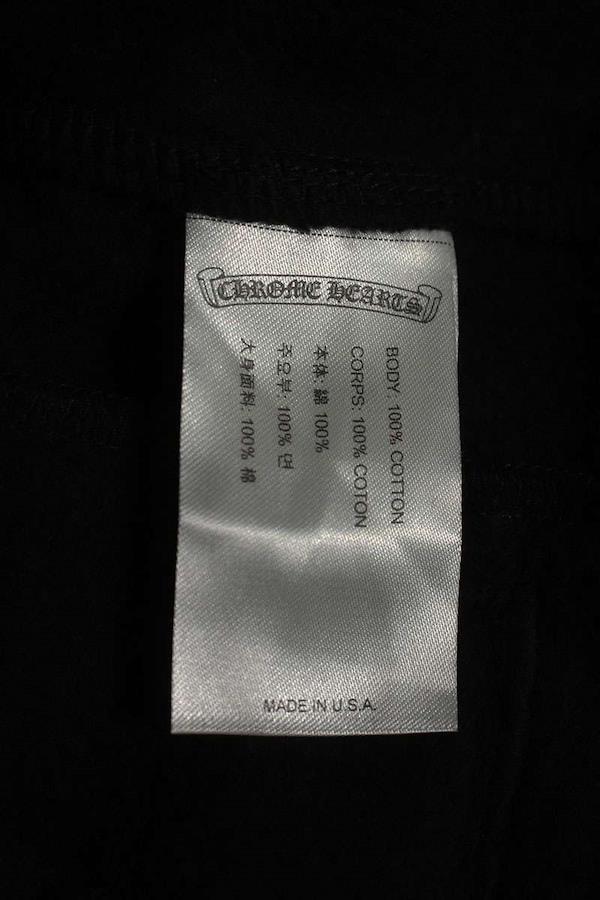 CHROME HEARTS
BODY: 100% COTTON
CORPS: 100% COTON
本体: 綿 100%
주요부: 100% 면
大身面料: 100% 棉
MADE IN U.S.A.